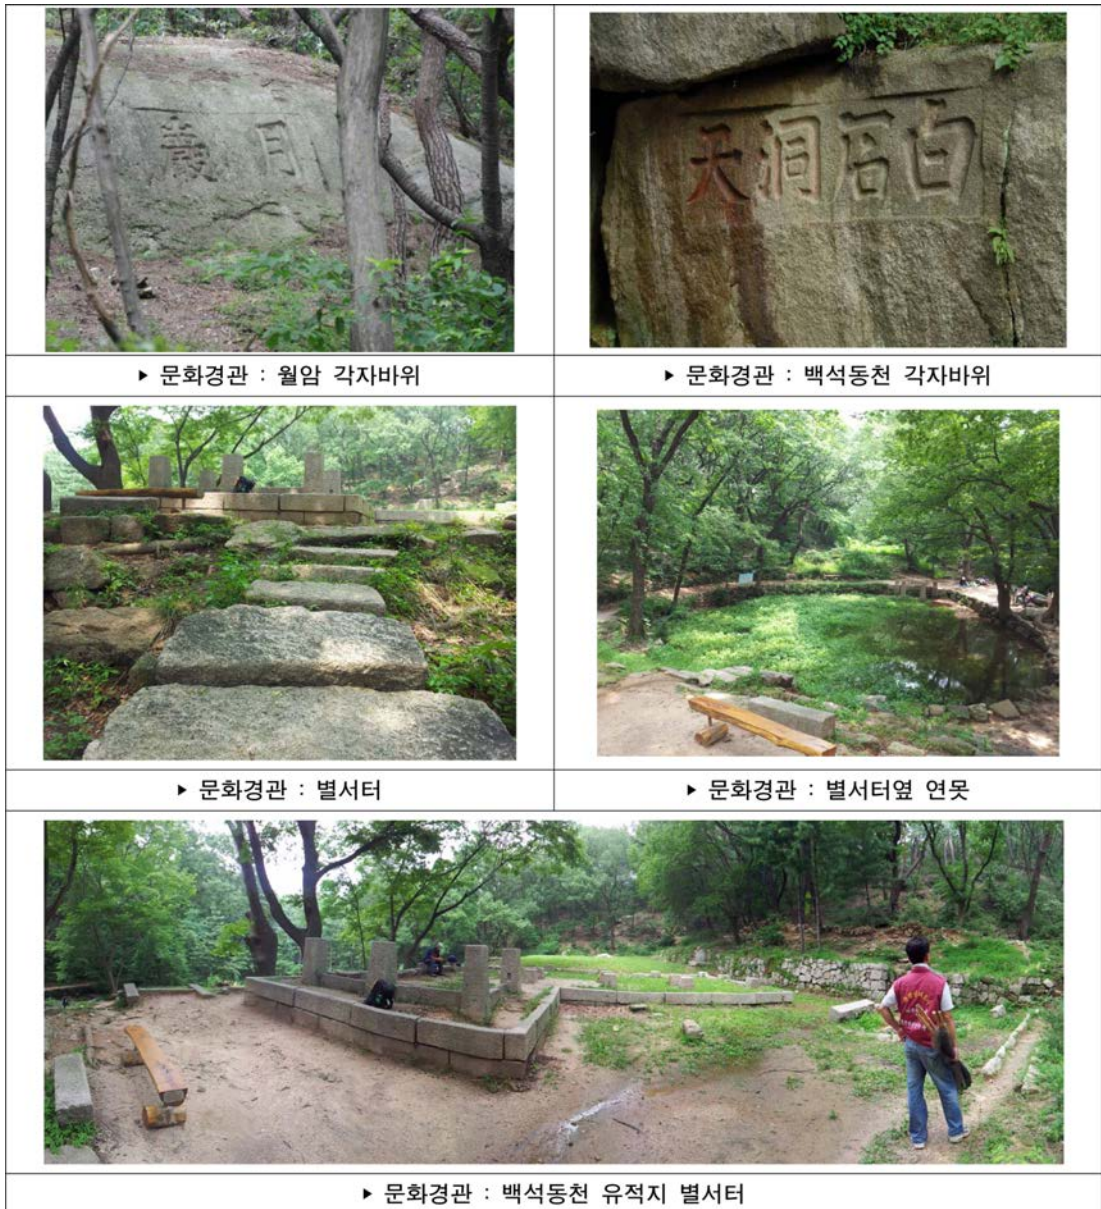 月巖
白石洞天
▶ 문화경관 : 월암 각자바위
▶ 문화경관 : 백석동천 각자바위
▶ 문화경관 : 별서터
▶ 문화경관 : 별서터옆 연못
▶ 문화경관 : 백석동천 유적지 별서터